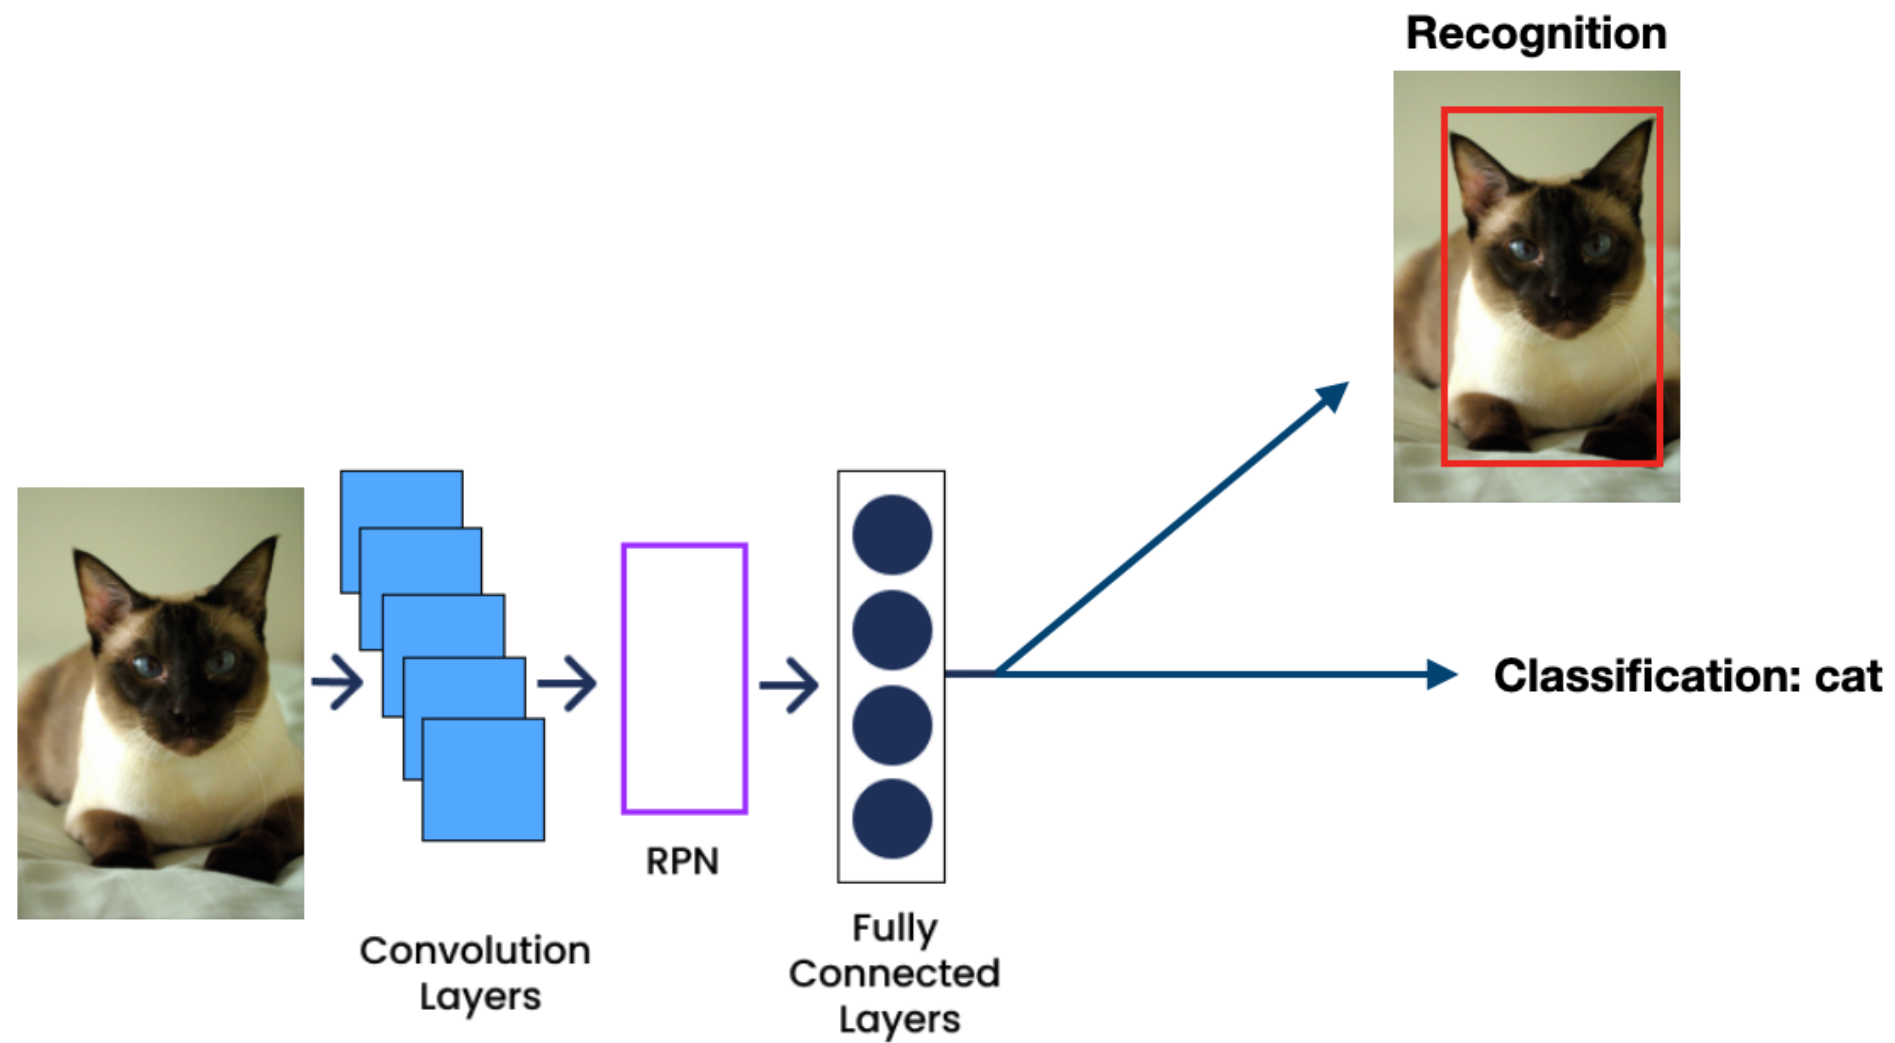 Recognition
Classification: cat
RPN
Convolution
Layers
Fully
Connected
Layers